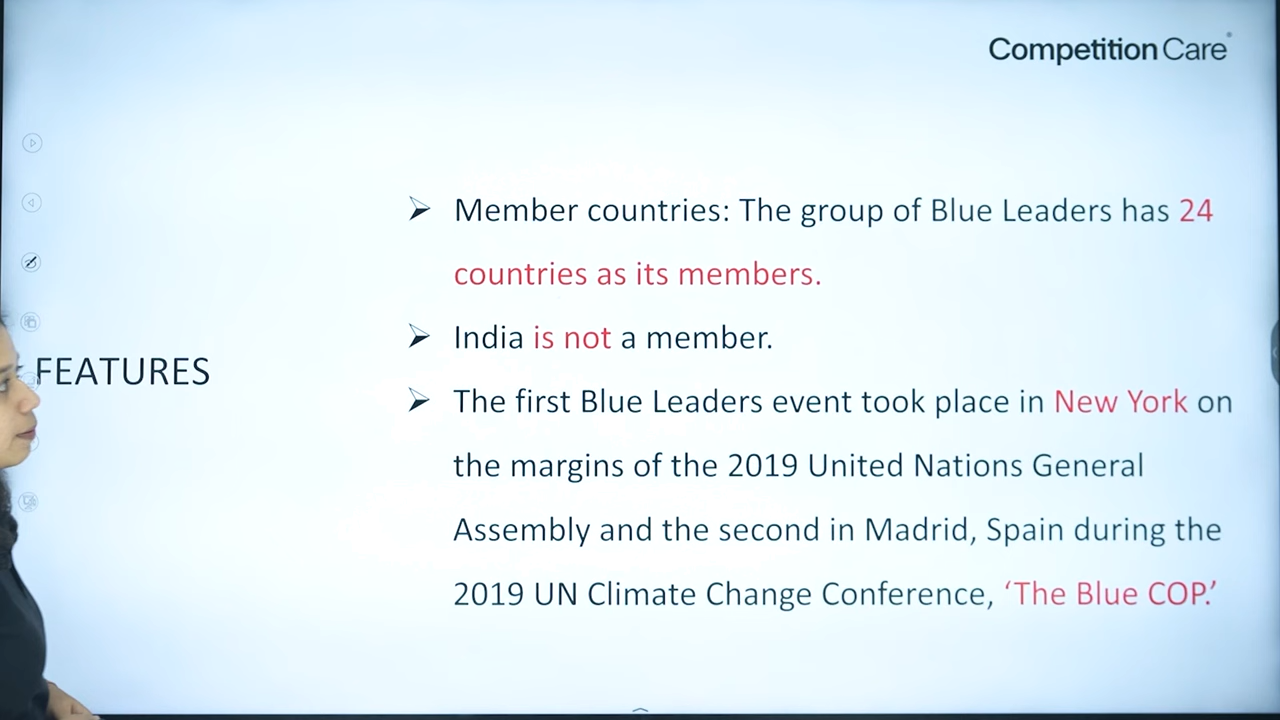 Competition Care
Member countries: The group of Blue Leaders has 24
countries as its members.
India is not a member.
FEATURES
The first Blue Leaders event took place in New York on
the margins of the 2019 United Nations General
Assembly and the second in Madrid, Spain during the
2019 UN Climate Change Conference, ‘The Blue COP.’